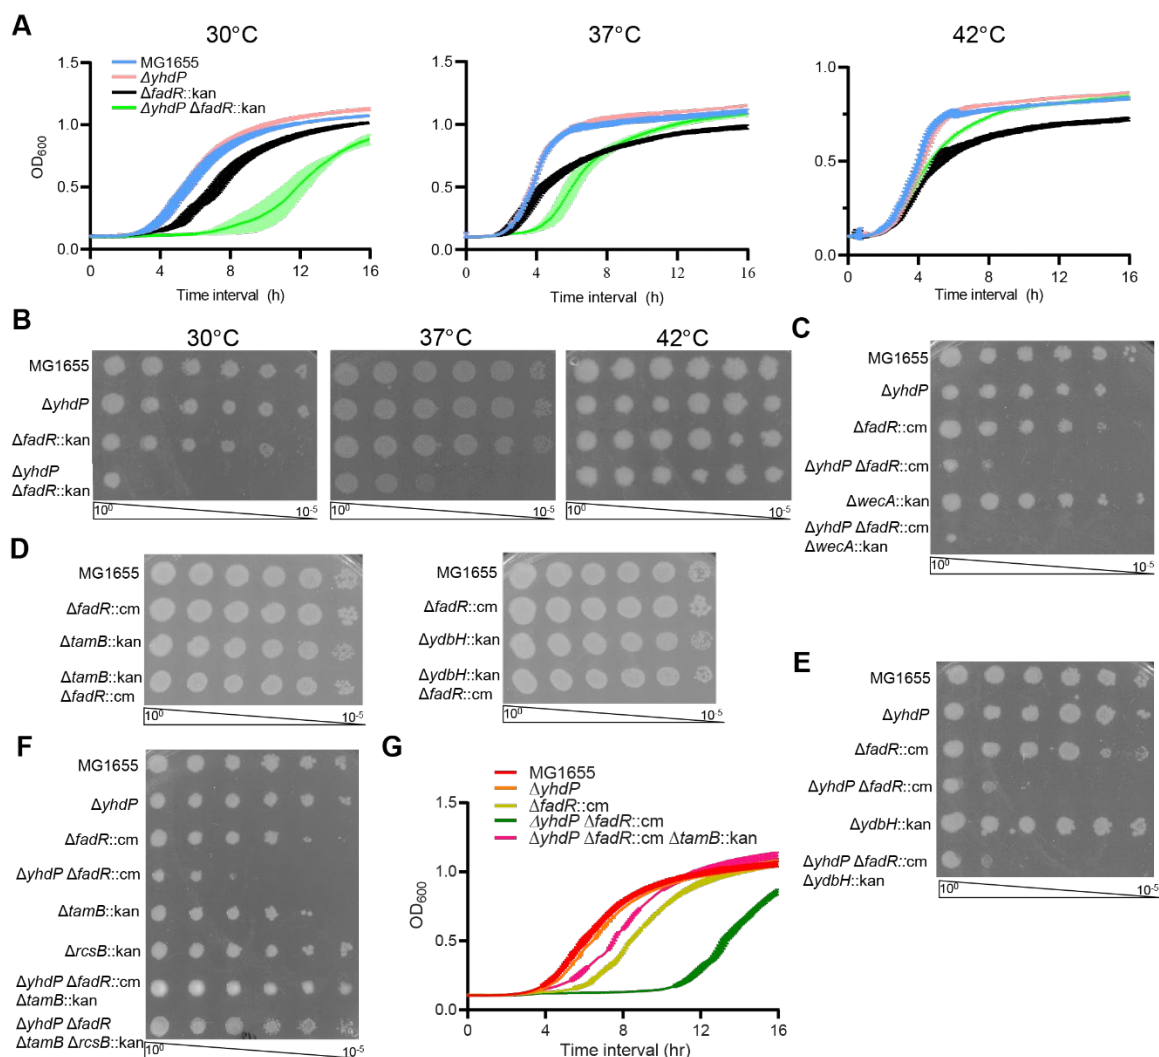 A
30°C
37°C
42°C
MG1655
ΔyhdP
ΔfadR::kan
ΔyhdP ΔfadR::kan
OD600
1.5
1.0
0.5
0.0
0
4
8
12
16
Time interval (h)
1.5
1.0
0.5
0.0
0
4
8
12
16
Time interval (h)
1.0
0.5
0.0
0
4
8
12
16
Time interval (h)
B
30°C
37°C
42°C
MG1655
ΔyhdP
ΔfadR::kan
ΔyhdP
ΔfadR::kan
10⁰
10⁻⁵
10⁰
10⁻⁵
10⁰
10⁻⁵
C
MG1655
ΔyhdP
ΔfadR::cm
ΔyhdP ΔfadR::cm
ΔwecA::kan
ΔyhdP ΔfadR::cm
ΔwecA::kan
10⁰
10⁻⁵
D
MG1655
ΔfadR::cm
ΔtamB::kan
ΔtamB::kan
ΔfadR::cm
10⁰
10⁻⁵
MG1655
ΔfadR::cm
ΔydbH::kan
ΔydbH::kan
ΔfadR::cm
10⁰
10⁻⁵
E
MG1655
ΔyhdP
ΔfadR::cm
ΔyhdP ΔfadR::cm
ΔydbH::kan
ΔyhdP ΔfadR::cm
ΔydbH::kan
10⁰
10⁻⁵
F
MG1655
ΔyhdP
ΔfadR::cm
ΔyhdP ΔfadR::cm
ΔtamB::kan
ΔrcsB::kan
ΔyhdP ΔfadR::cm
ΔtamB::kan
ΔyhdP ΔfadR
ΔtamB ΔrcsB::kan
10⁰
10⁻⁵
G
MG1655
ΔyhdP
ΔfadR::cm
ΔyhdP ΔfadR::cm
ΔyhdP ΔfadR::cm ΔtamB::kan
OD600
1.5
1.0
0.5
0.0
0
4
8
12
16
Time interval (hr)